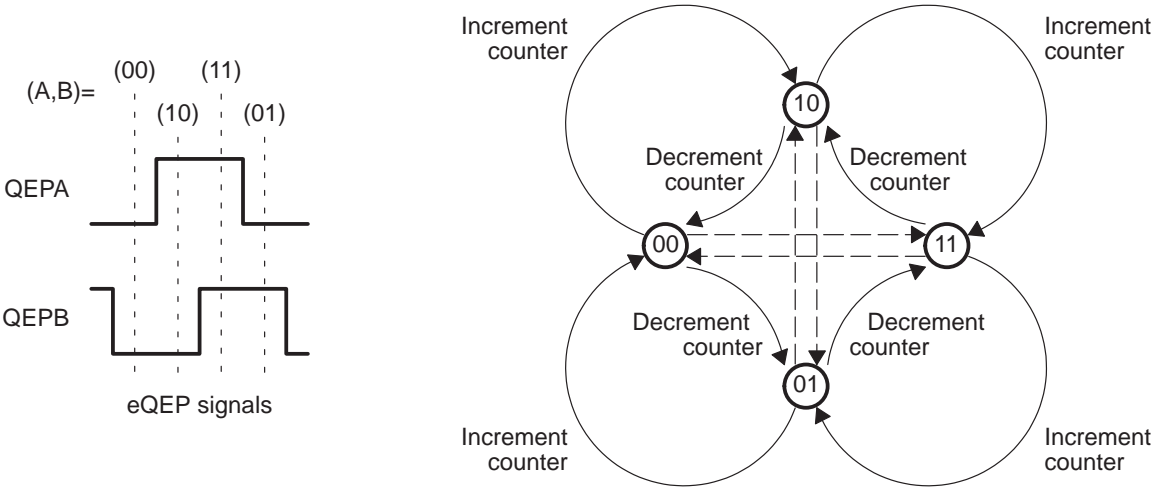 (A,B)=
(00)
(11)
(10)
(01)
QEPA
QEPB
eQEP signals
Increment
counter
Increment
counter
10
Decrement
counter
Decrement
counter
00
11
Decrement
counter
Decrement
counter
01
Increment
counter
Increment
counter